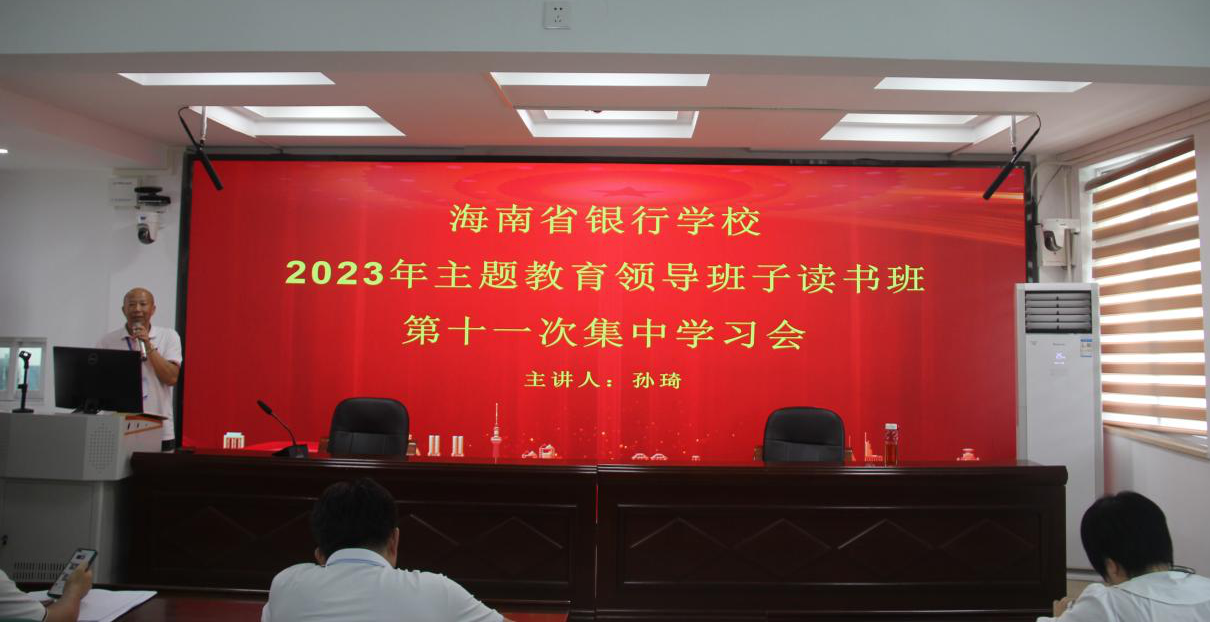 海南省银行学校
2023年主题教育领导班子读书班
第十一次集中学习会
主讲人：孙琦